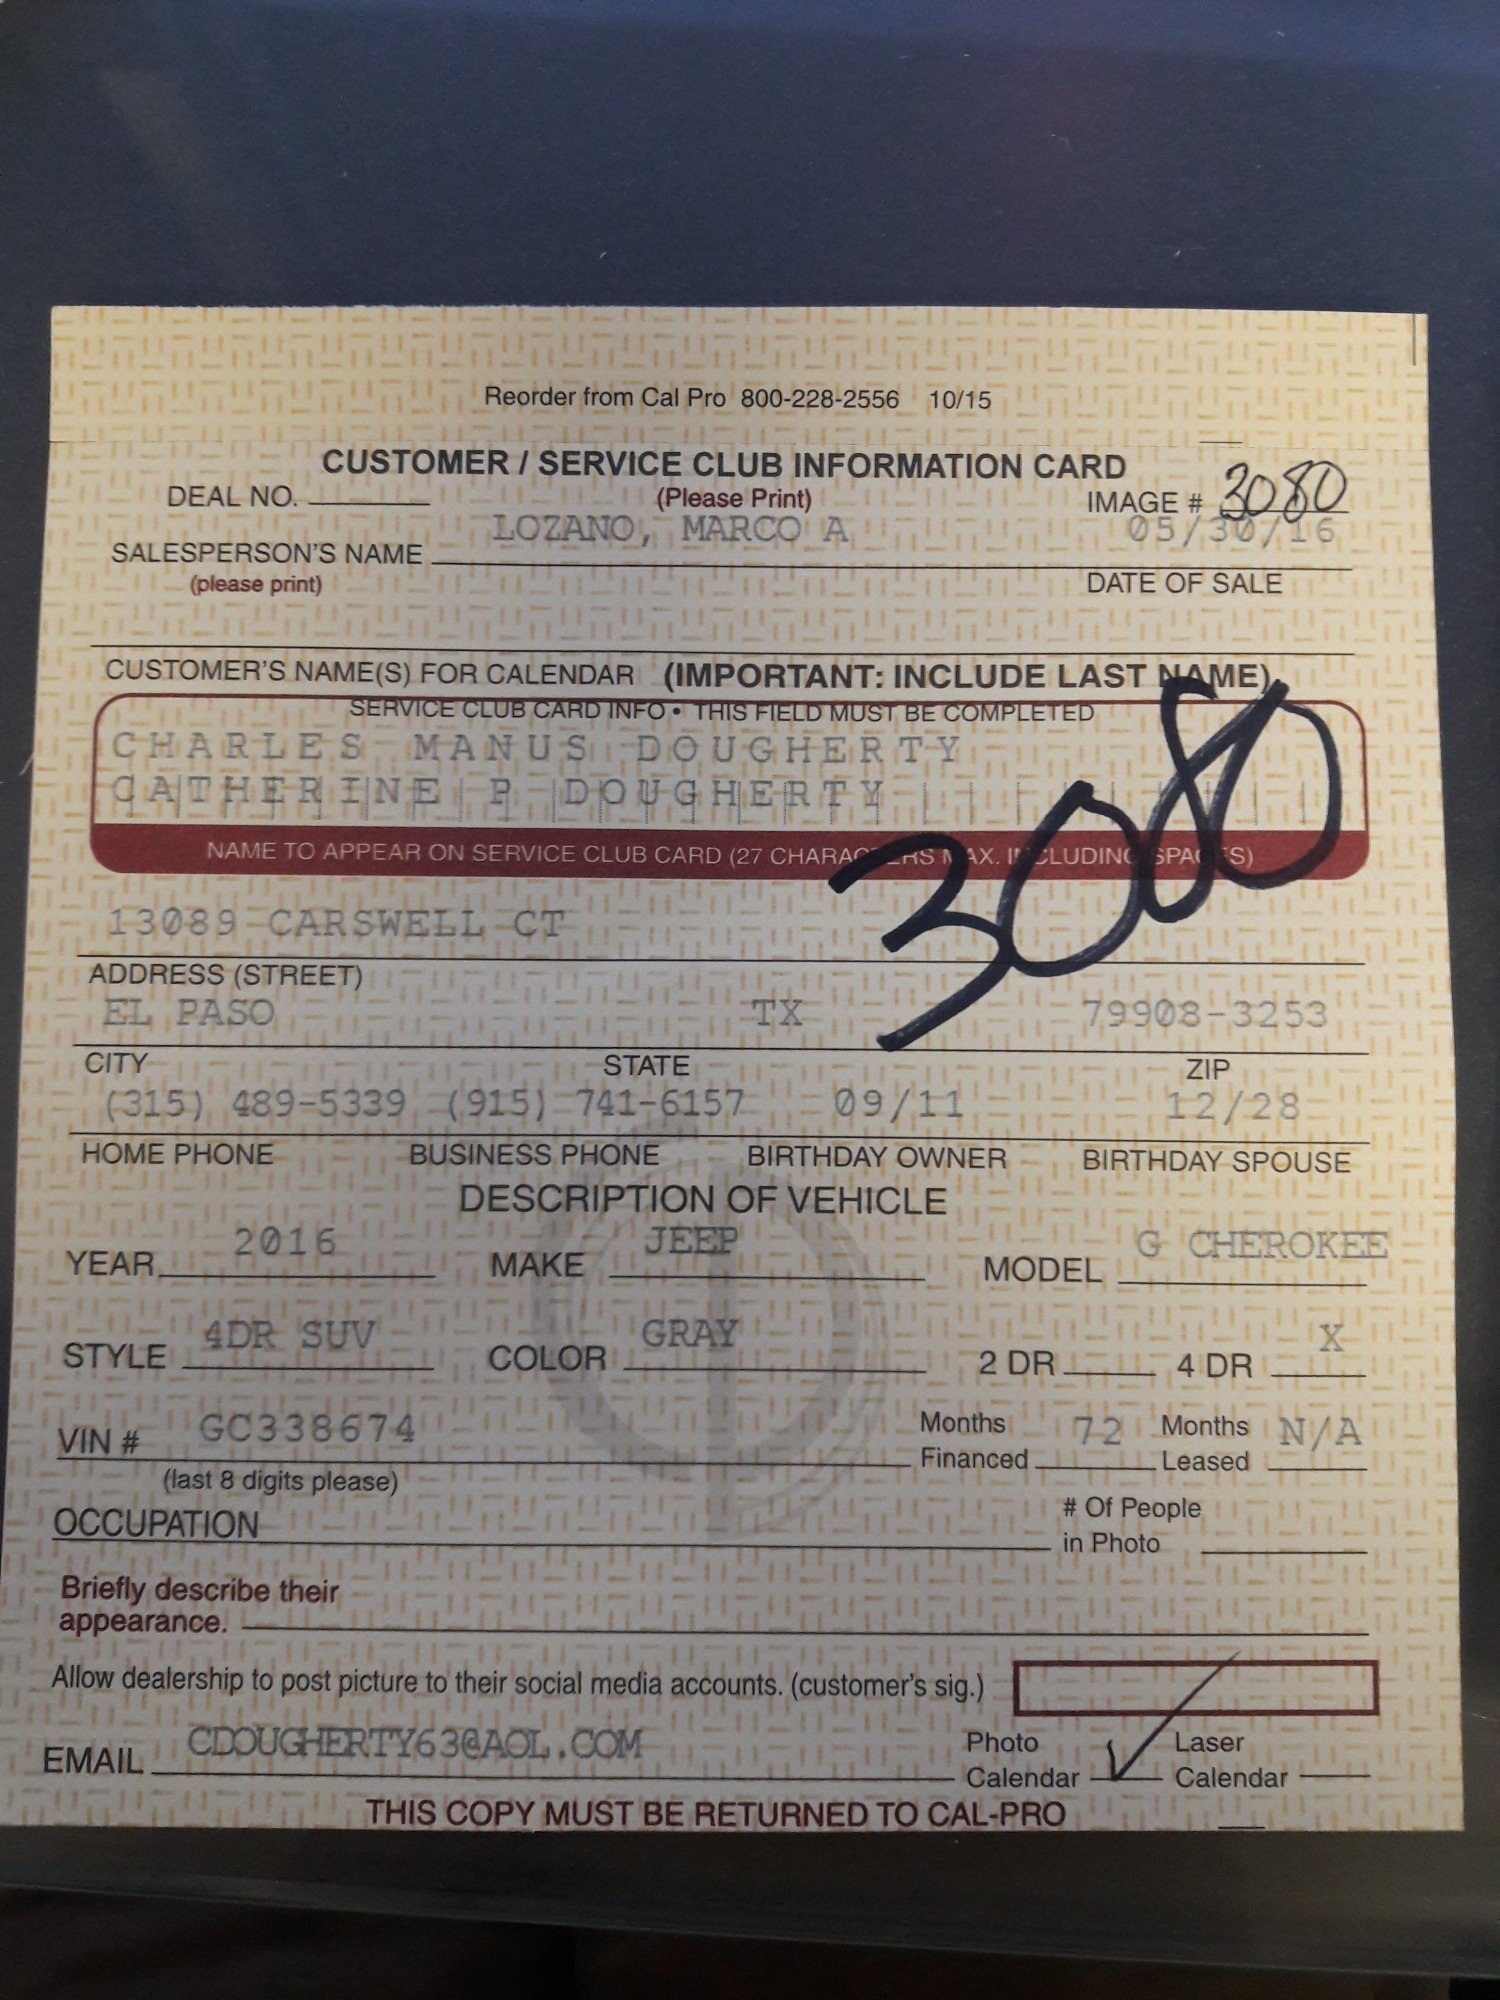 Reorder from Cal Pro 800-228-2556 10/15
CUSTOMER / SERVICE CLUB INFORMATION CARD
DEAL NO. (Please Print) IMAGE # 3080
LOZANO, MARCO A 05/30/16
SALESPERSON'S NAME
(please print) DATE OF SALE
CUSTOMER'S NAME(S) FOR CALENDAR (IMPORTANT: INCLUDE LAST NAME)
SERVICE CLUB CARD INFO • THIS FIELD MUST BE COMPLETED
CHARLES MANUS DOUGHERTY
CATHERINE P DOUGHERTY
3080
NAME TO APPEAR ON SERVICE CLUB CARD (27 CHARACTERS MAX. INCLUDING SPACES)
13089 CARSWELL CT
ADDRESS (STREET)
EL PASO TX 79908-3253
CITY STATE ZIP
(315) 489-5339 (915) 741-6157 09/11 12/28
HOME PHONE BUSINESS PHONE BIRTHDAY OWNER BIRTHDAY SPOUSE
DESCRIPTION OF VEHICLE
YEAR 2016 MAKE JEEP MODEL G CHEROKEE
STYLE 4DR SUV COLOR GRAY 2 DR 4 DR X
VIN # GC338674 Months Financed 72 Months Leased N/A
(last 8 digits please)
OCCUPATION # Of People in Photo
Briefly describe their
appearance.
Allow dealership to post picture to their social media accounts. (customer's sig.)
EMAIL CDOUGHERTY63@AOL.COM Photo Calendar ✓ Laser Calendar
THIS COPY MUST BE RETURNED TO CAL-PRO